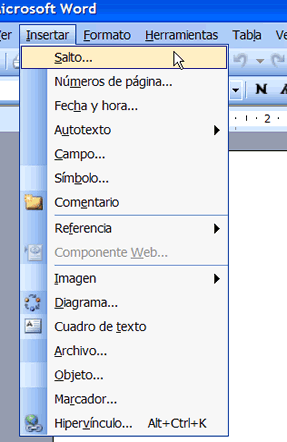 icrosoft Word
er Insertar Formato Herramientas Tabla Ve
Salto...
Números de página...
Fecha y hora...
Autotexto
Campo...
Símbolo...
Comentario
Referencia
Componente Web...
Imagen
Diagrama...
Cuadro de texto
Archivo...
Objeto...
Marcador...
Hipervínculo... Alt+Ctrl+K
N
2